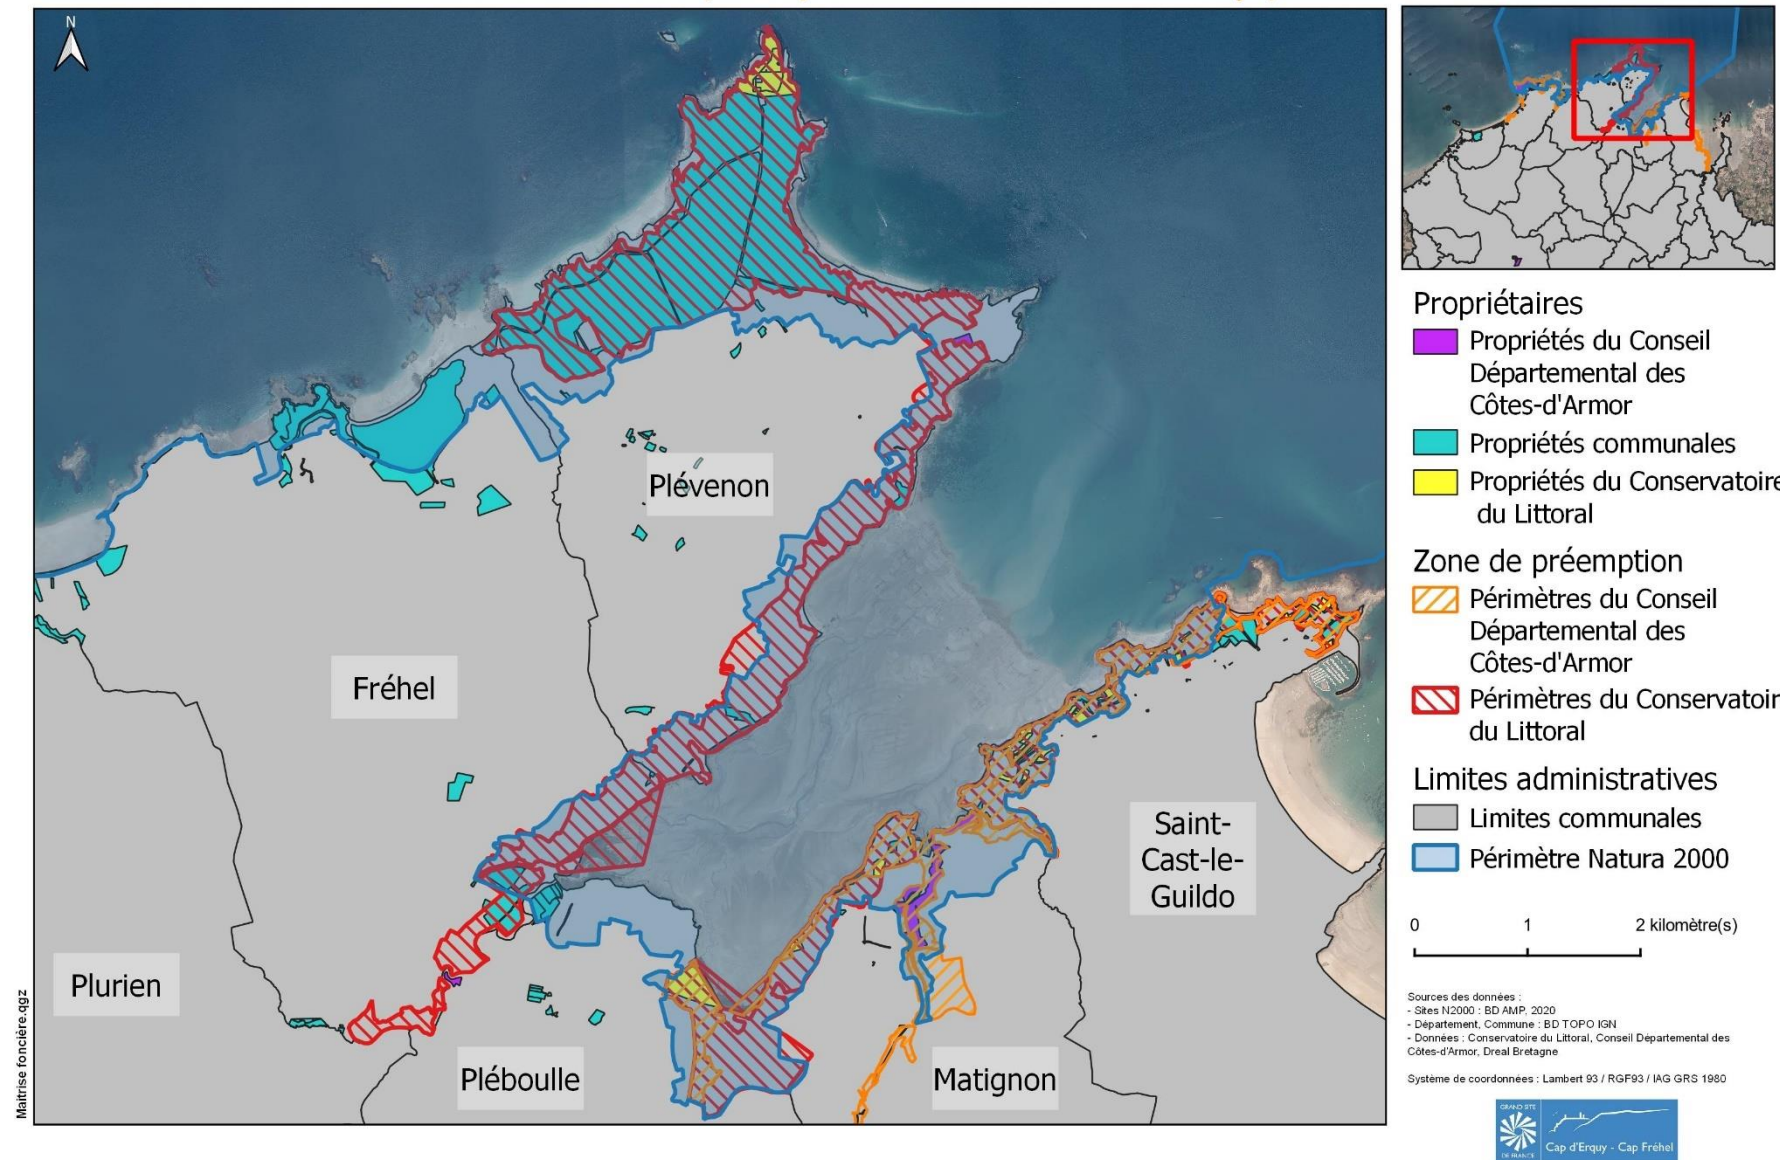 N
Plévenon
Fréhel
Saint-
Cast-le-
Guildo
Plurien
Pléboulle
Matignon
Maitrise foncière.qgz
Propriétaires
Propriétés du Conseil
Départemental des
Côtes-d'Armor
Propriétés communales
Propriétés du Conservatoire
du Littoral
Zone de préemption
Périmètres du Conseil
Départemental des
Côtes-d'Armor
Périmètres du Conservatoir
du Littoral
Limites administratives
Limites communales
Périmètre Natura 2000
0 1 2 kilomètre(s)
Sources des données :
- Sites N2000 : BD AMP, 2020
- Département, Commune : BD TOPO IGN
- Données : Conservatoire du Littoral, Conseil Départemental des
Côtes-d'Armor, Dreal Bretagne
Système de coordonnées : Lambert 93 / RGF93 / IAG GRS 1980
GRAND SITE
DE FRANCE
Cap d'Erquy - Cap Fréhel